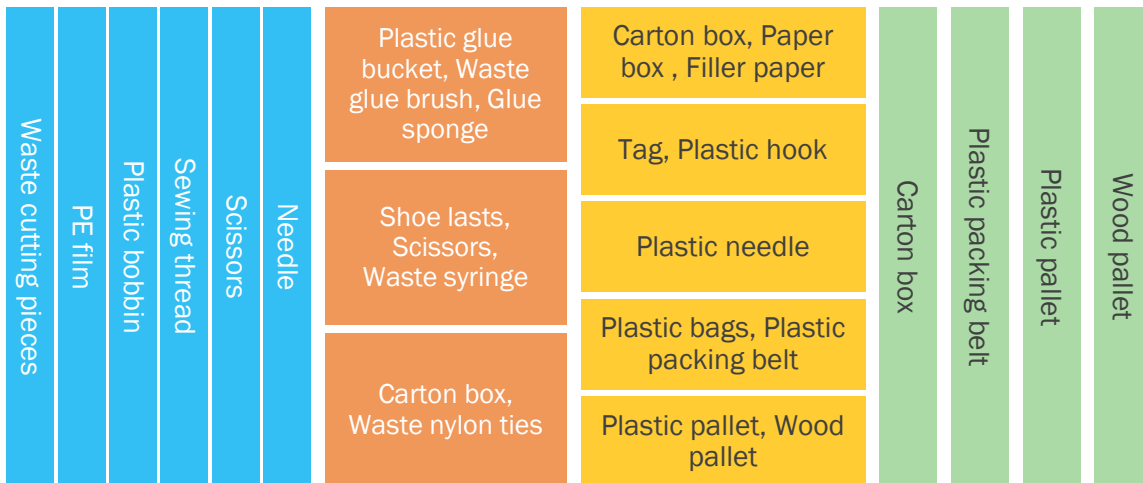 Waste cutting pieces
PE film
Plastic bobbin
Sewing thread
Scissors
Needle
Plastic glue
bucket, Waste
glue brush, Glue
sponge
Shoe lasts,
Scissors,
Waste syringe
Carton box,
Waste nylon ties
Carton box, Paper
box , Filler paper
Tag, Plastic hook
Plastic needle
Plastic bags, Plastic
packing belt
Plastic pallet, Wood
pallet
Carton box
Plastic packing belt
Plastic pallet
Wood pallet